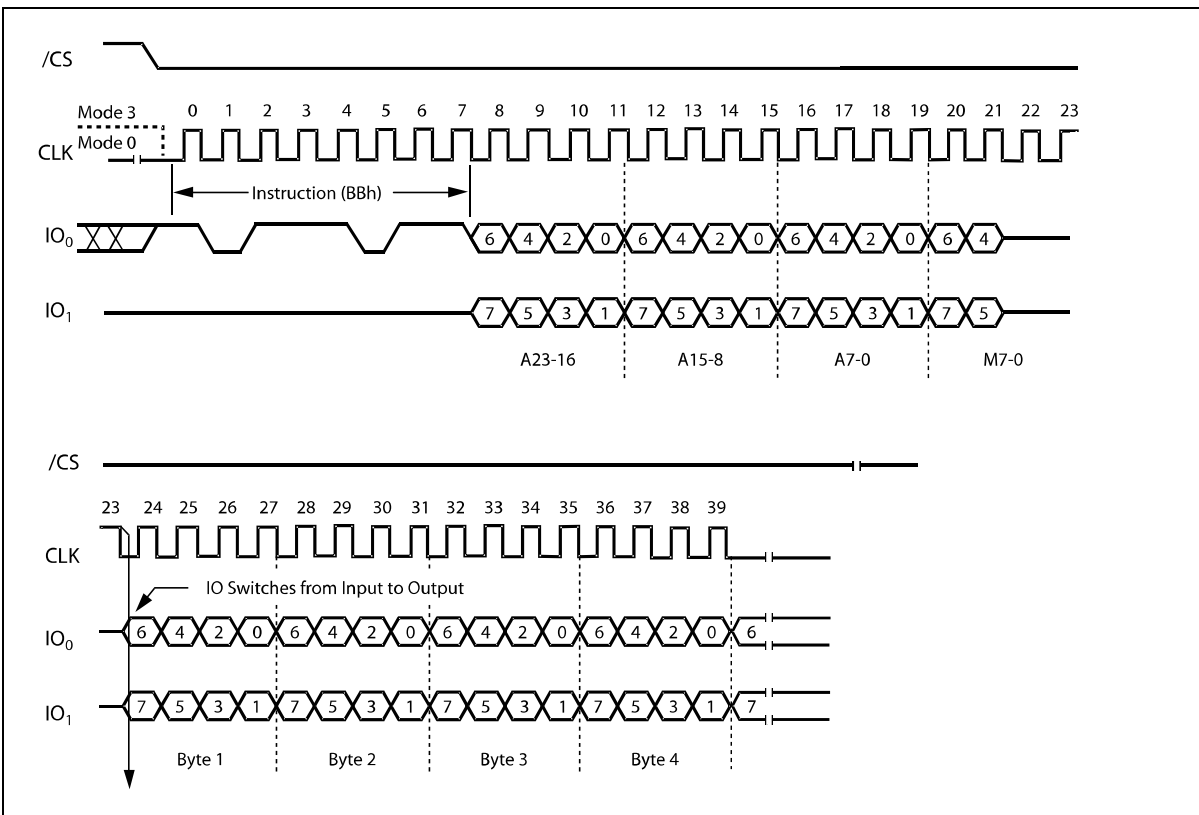 /CS
Mode 3
0 1 2 3 4 5 6 7 8 9 10 11 12 13 14 15 16 17 18 19 20 21 22 23
Mode 0
CLK
Instruction (BBh)
IO0 6 4 2 0 6 4 2 0 6 4 2 0 6 4
IO1 7 5 3 1 7 5 3 1 7 5 3 1 7 5
A23-16 A15-8 A7-0 M7-0
/CS
23 24 25 26 27 28 29 30 31 32 33 34 35 36 37 38 39
CLK
IO Switches from Input to Output
IO0 6 4 2 0 6 4 2 0 6 4 2 0 6 4 2 0 6
IO1 7 5 3 1 7 5 3 1 7 5 3 1 7 5 3 1 7
Byte 1 Byte 2 Byte 3 Byte 4